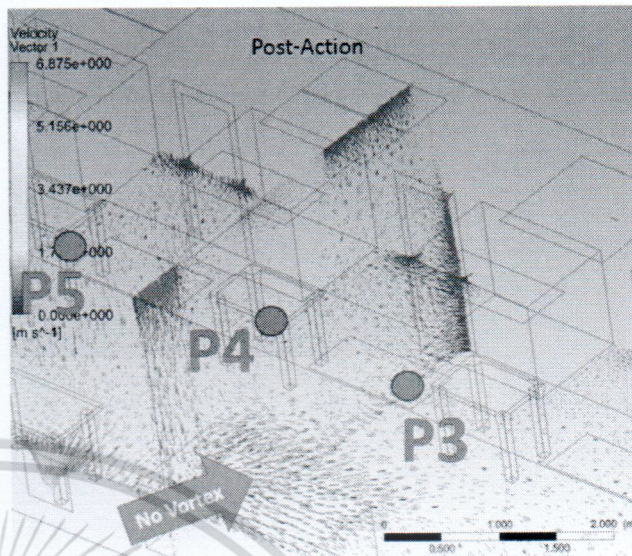 Post-Action
Velocity
Vector 1
6.875e+000
5.156e+000
3.437e+000
0.000e+000
[m s^-1]
P5
P4
P3
No Vortex
0
1.000
2.000
0.500
1.500